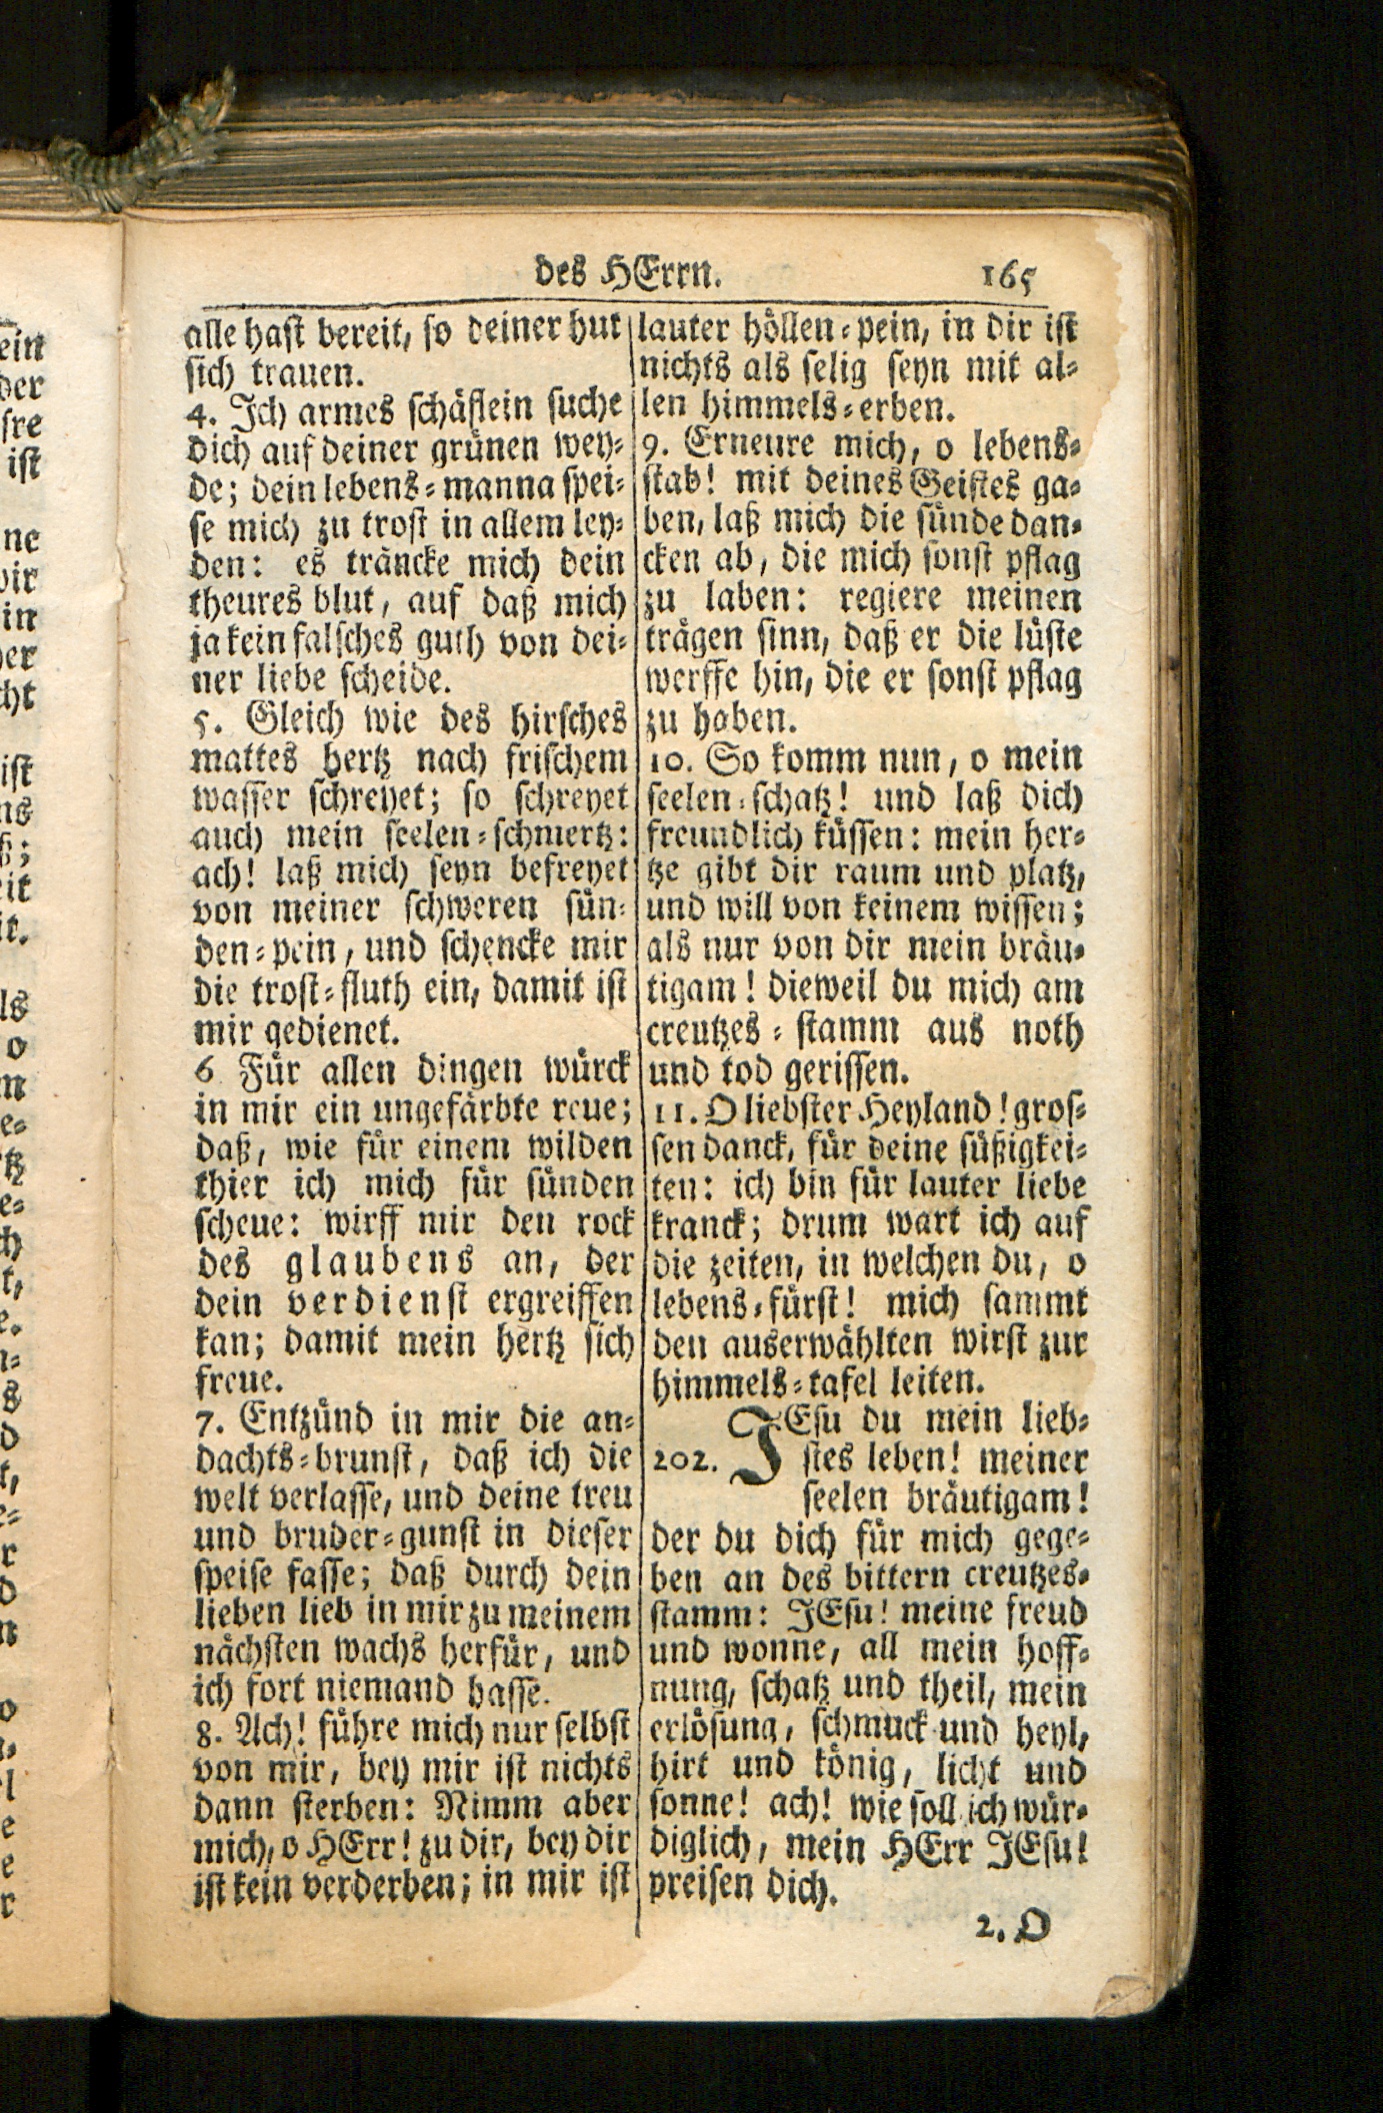 des HErrn. 165
alle hast bereit, so deiner hut
sich trauen.
4. Ich armes schäflein suche
dich auf deiner grünen wey-
de; dein lebens-manna spei-
se mich zu trost in allem ley-
den: es träncke mich dein
theures blut, auf daß mich
ja kein falsches guth von dei-
ner liebe scheide.
5. Gleich wie des hirsches
mattes hertz nach frischem
wasser schreyet; so schreyet
auch mein seelen-schmertz:
ach! laß mich seyn befreyet
von meiner schweren sün-
den-pein, und schencke mir
die trost-fluth ein, damit ist
mir gedienet.
6 Für allen dingen würck
in mir ein ungefärbte reue;
daß, wie für einem wilden
thier ich mich für sünden
scheue: wirff mir den rock
des glaubens an, der
dein verdienst ergreiffen
kan; damit mein hertz sich
freue.
7. Entzünd in mir die an-
dachts-brunst, daß ich die
welt verlasse, und deine treu
und bruder-gunst in dieser
speise fasse; daß durch dein
lieben lieb in mir zu meinem
nächsten wachs herfür, und
ich fort niemand hasse.
8. Ach! führe mich nur selbst
von mir, bey mir ist nichts
dann sterben: Nimm aber
mich, o HErr! zu dir, bey dir
ist kein verderben; in mir ist
lauter höllen-pein, in dir ist
nichts als selig seyn mit al-
len himmels-erben.
9. Erneure mich, o lebens-
stab! mit deines Geistes ga-
ben, laß mich die sünde dan-
cken ab, die mich sonst pflag
zu laben: regiere meinen
trägen sinn, daß er die lüste
werffe hin, die er sonst pflag
zu haben.
10. So komm nun, o mein
seelen-schatz! und laß dich
freundlich küssen: mein her-
tze gibt dir raum und platz,
und will von keinem wissen;
als nur von dir mein bräu-
tigam! dieweil du mich am
creutzes-stamm aus noth
und tod gerissen.
11. O liebster Heyland! gros-
sen danck, für deine süßigkei-
ten: ich bin für lauter liebe
kranck; drum wart ich auf
die zeiten, in welchen du, o
lebens-fürst! mich sammt
den auserwählten wirst zur
himmels-tafel leiten.
JEsu du mein lieb-
202. stes leben! meiner
seelen bräutigam!
der du dich für mich gege-
ben an des bittern creutzes-
stamm: JEsu! meine freud
und wonne, all mein hoff-
nung, schatz und theil, mein
erlösung, schmuck und heyl,
hirt und könig, licht und
sonne! ach! wie soll ich wür-
diglich, mein HErr JEsu!
preisen dich.
2. O